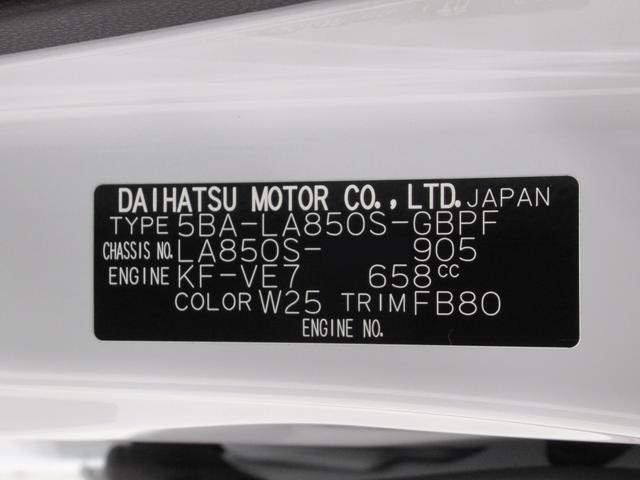 DAIHATSU MOTOR CO., LTD. JAPAN
TYPE 5BA-LA850S-GBPF
CHASSIS NO. LA850S- 905
ENGINE KF-VE7 658cc
COLOR W25 TRIM FB80
ENGINE NO.